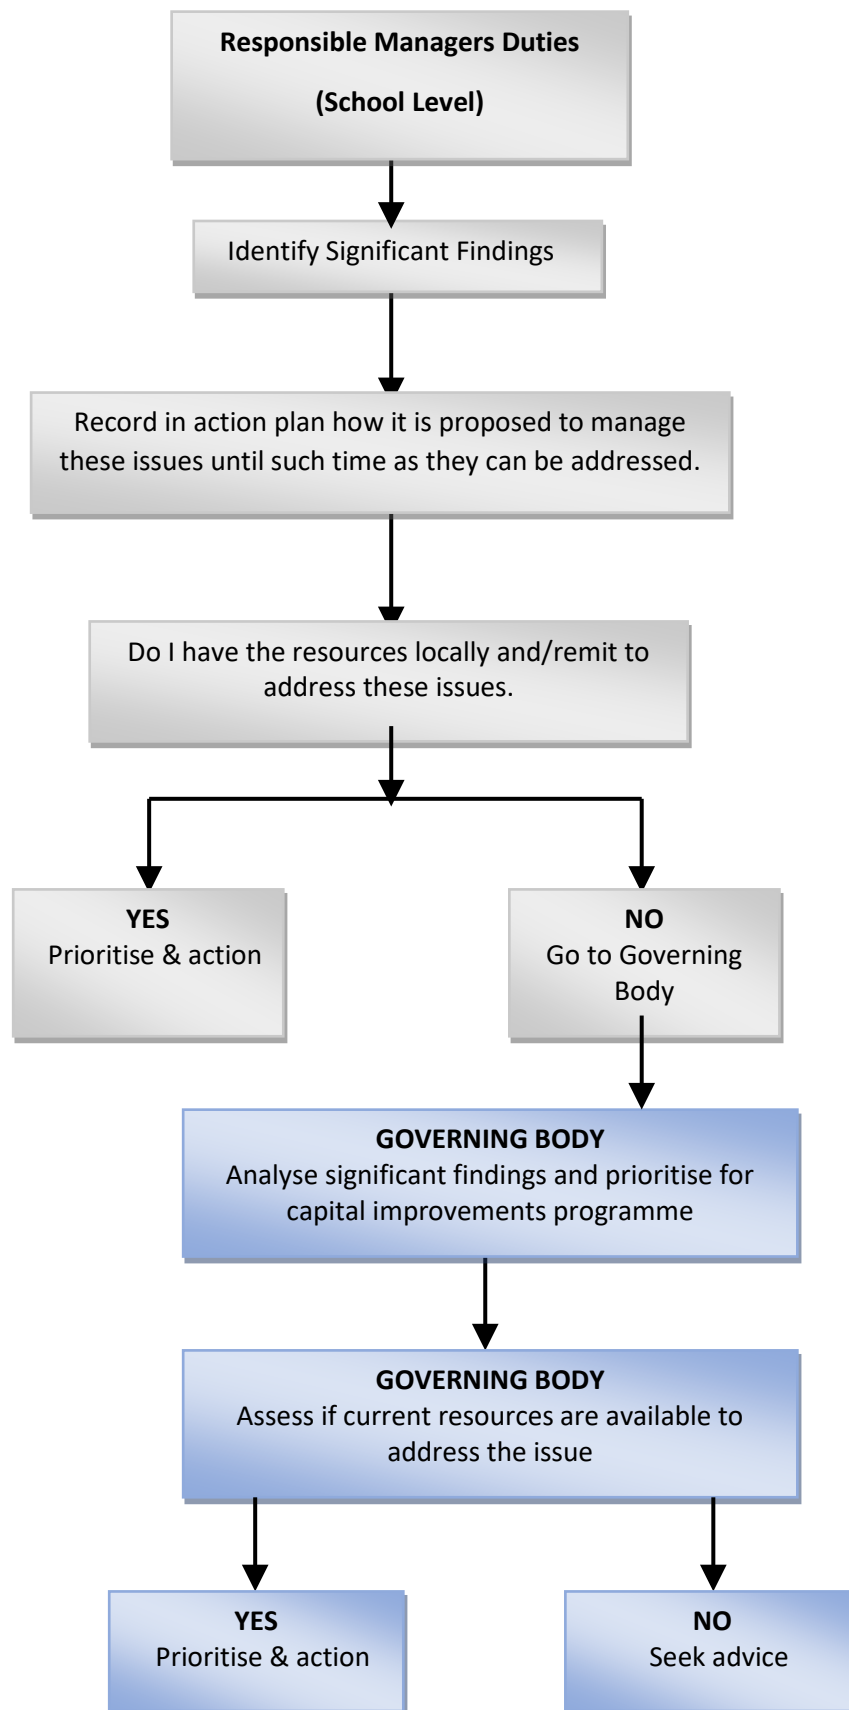 Responsible Managers Duties
(School Level)
Identify Significant Findings
Record in action plan how it is proposed to manage
these issues until such time as they can be addressed.
Do I have the resources locally and/remit to
address these issues.
YES
Prioritise & action
NO
Go to Governing
Body
GOVERNING BODY
Analyse significant findings and prioritise for
capital improvements programme
GOVERNING BODY
Assess if current resources are available to
address the issue
YES
Prioritise & action
NO
Seek advice